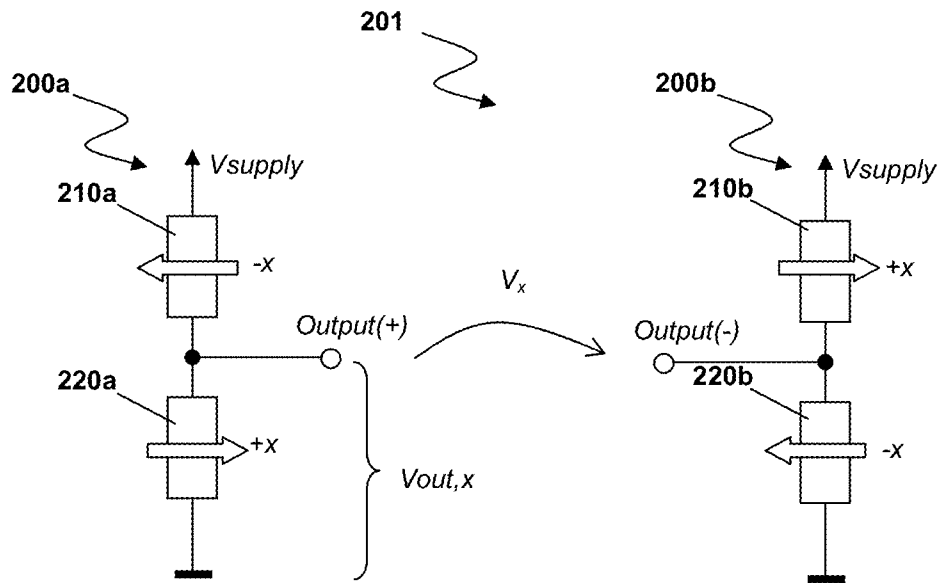 201
200a
200b
Vsupply
Vsupply
210a
210b
-x
+x
Vx
Output(+)
Output(-)
220a
220b
+x
-x
Vout,x